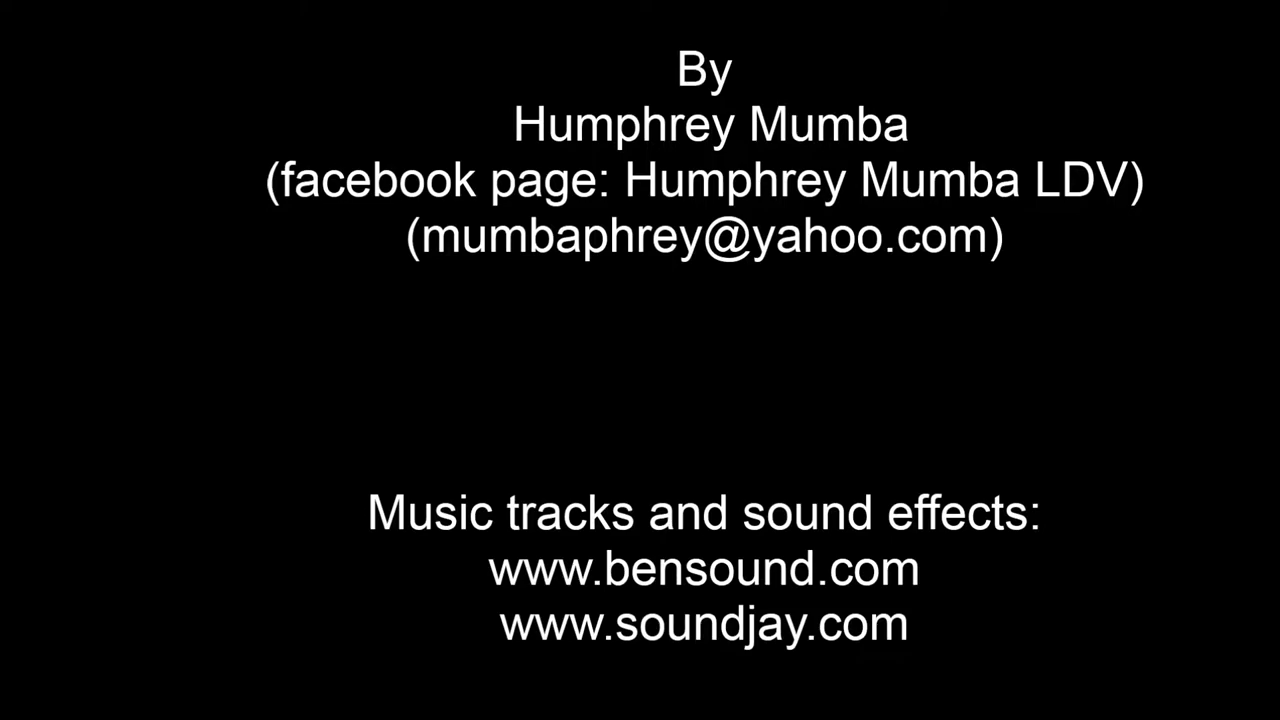 By
Humphrey Mumba
(facebook page: Humphrey Mumba LDV)
(mumbaphrey@yahoo.com)
Music tracks and sound effects:
www.bensound.com
www.soundjay.com